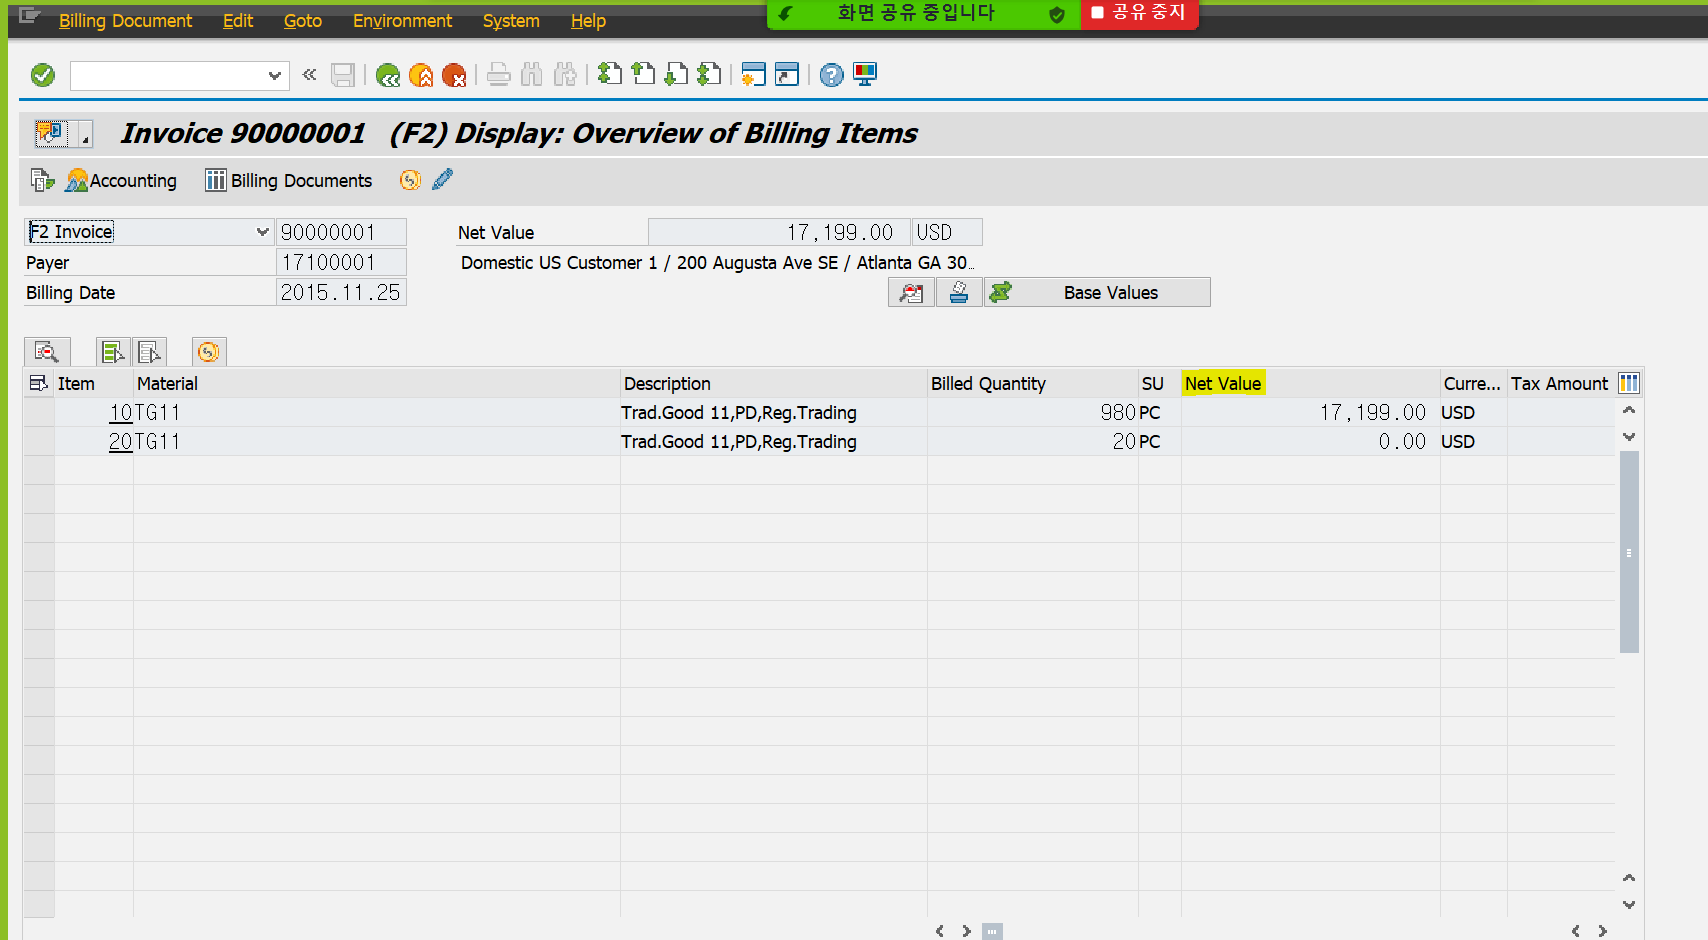 화면 공유 중입니다 공유 중지
Billing Document Edit Goto Environment System Help
Invoice 90000001 (F2) Display: Overview of Billing Items
Accounting Billing Documents
F2 Invoice 90000001 Net Value 17,199.00 USD
Payer 17100001 Domestic US Customer 1 / 200 Augusta Ave SE / Atlanta GA 30...
Billing Date 2015.11.25 Base Values
Item Material Description Billed Quantity SU Net Value Curre... Tax Amount
10 TG11 Trad.Good 11,PD,Reg.Trading 980 PC 17,199.00 USD
20 TG11 Trad.Good 11,PD,Reg.Trading 20 PC 0.00 USD